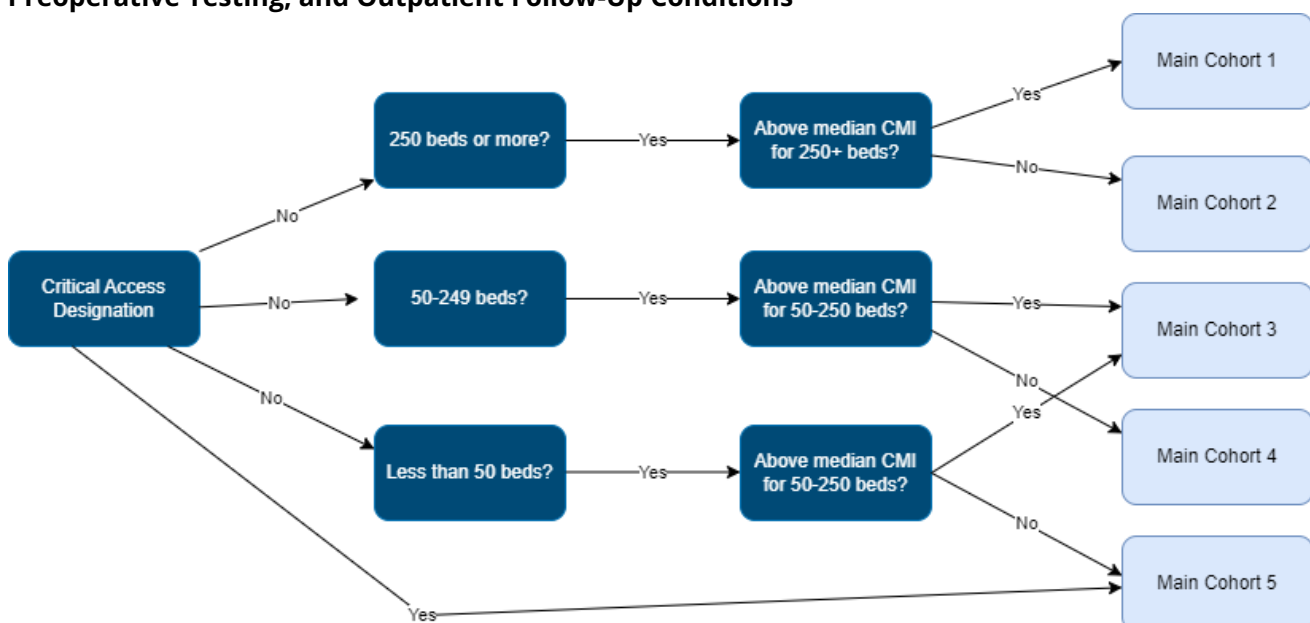 Preoperative Testing, and Outpatient Follow-Up Conditions
Main Cohort 1
Yes
250 beds or more?
Yes
Above median CMI
for 250+ beds?
No
Main Cohort 2
No
Critical Access
Designation
No
50-249 beds?
Yes
Above median CMI
for 50-250 beds?
Yes
Main Cohort 3
No
No
Yes
Less than 50 beds?
Yes
Above median CMI
for 50-250 beds?
Main Cohort 4
No
Main Cohort 5
Yes